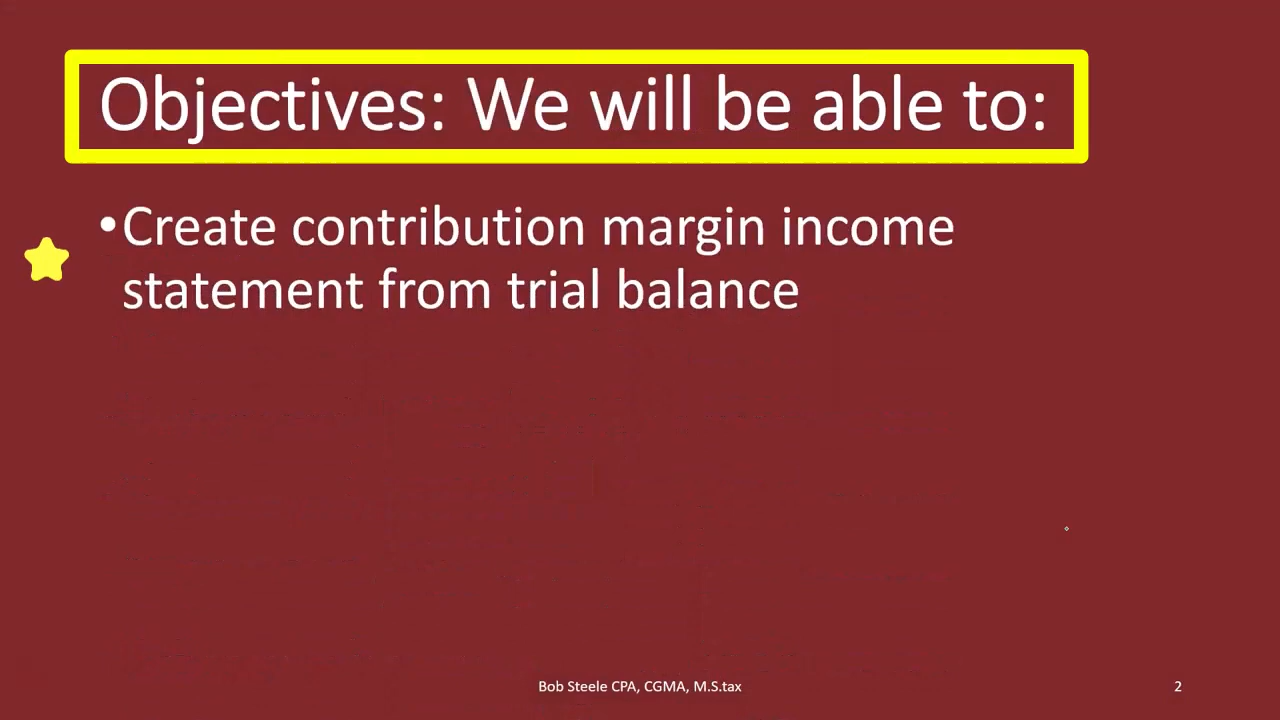 Objectives: We will be able to:
•Create contribution margin income
statement from trial balance
Bob Steele CPA, CGMA, M.S.tax
2